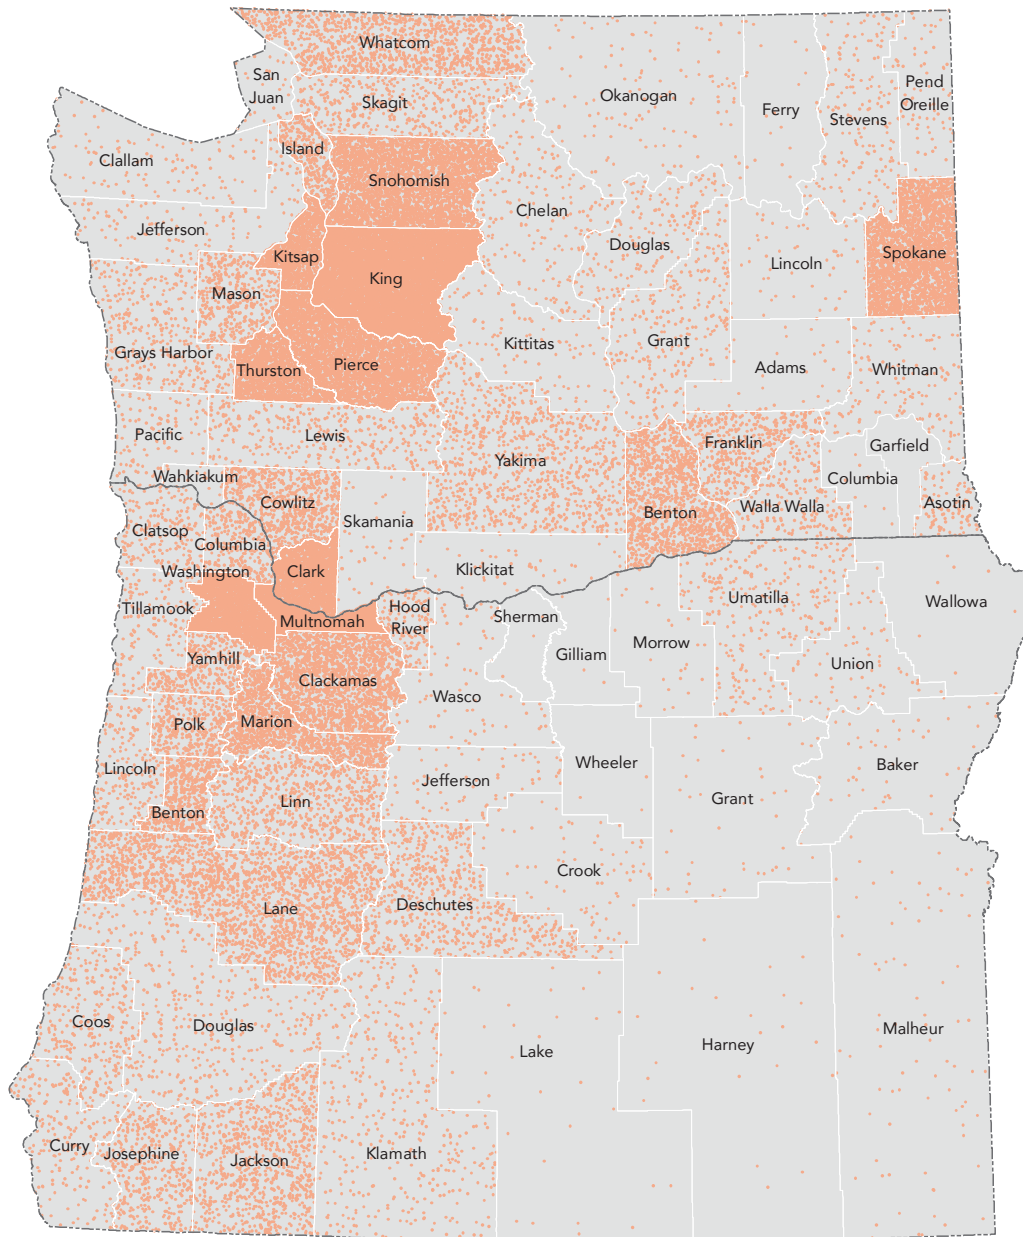 Whatcom
San
Juan
Skagit
Okanogan
Ferry
Stevens
Pend
Oreille
Clallam
Island
Snohomish
Chelan
Jefferson
Kitsap
King
Douglas
Lincoln
Spokane
Mason
Grays Harbor
Thurston
Pierce
Kittitas
Grant
Adams
Whitman
Pacific
Lewis
Yakima
Franklin
Garfield
Wahkiakum
Cowlitz
Skamania
Benton
Walla Walla
Columbia
Asotin
Clatsop
Columbia
Washington
Clark
Klickitat
Tillamook
Multnomah
Hood
River
Sherman
Umatilla
Wallowa
Yamhill
Clackamas
Wasco
Gilliam
Morrow
Union
Polk
Marion
Lincoln
Benton
Linn
Jefferson
Wheeler
Grant
Baker
Lane
Deschutes
Crook
Coos
Douglas
Lake
Harney
Malheur
Curry
Josephine
Jackson
Klamath